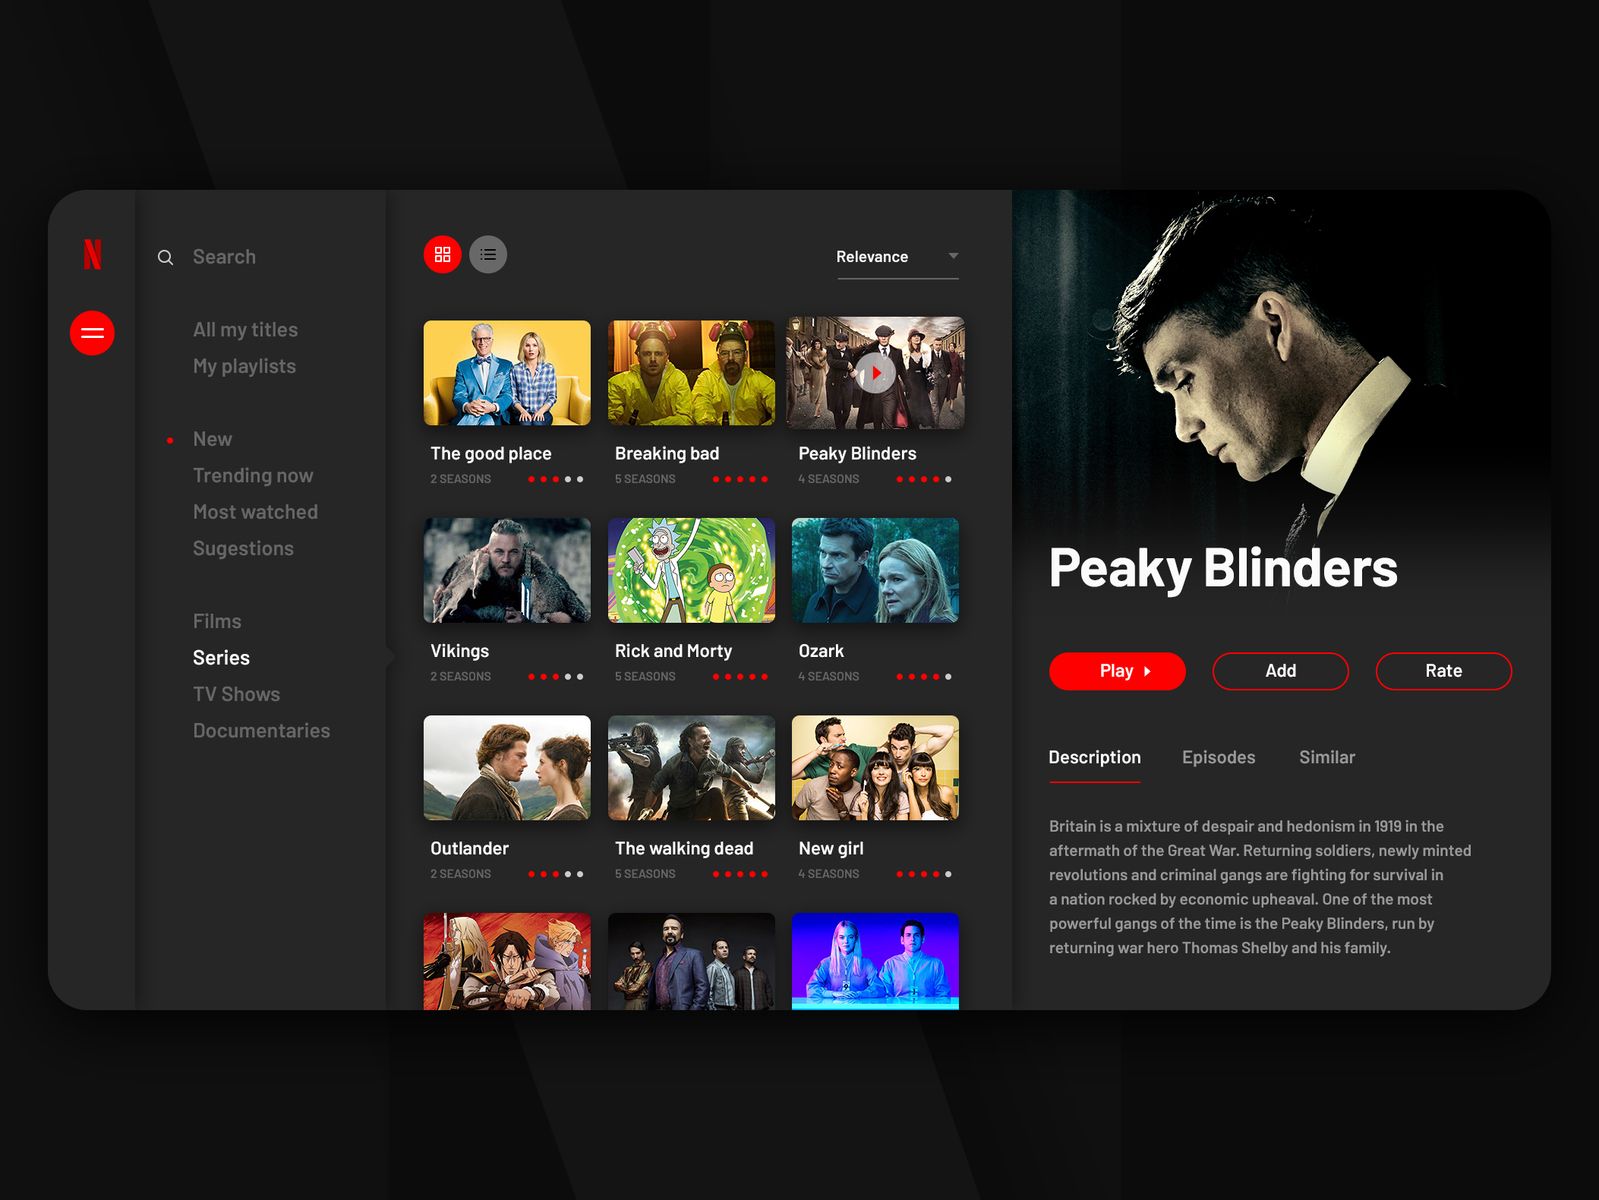 N
Search
All my titles
My playlists
New
Trending now
Most watched
Sugestions
Films
Series
TV Shows
Documentaries
Relevance
The good place
2 SEASONS
Breaking bad
5 SEASONS
Peaky Blinders
4 SEASONS
Vikings
2 SEASONS
Rick and Morty
5 SEASONS
Ozark
4 SEASONS
Outlander
2 SEASONS
The walking dead
5 SEASONS
New girl
4 SEASONS
Peaky Blinders
Play
Add
Rate
Description
Episodes
Similar
Britain is a mixture of despair and hedonism in 1919 in the
aftermath of the Great War. Returning soldiers, newly minted
revolutions and criminal gangs are fighting for survival in
a nation rocked by economic upheaval. One of the most
powerful gangs of the time is the Peaky Blinders, run by
returning war hero Thomas Shelby and his family.